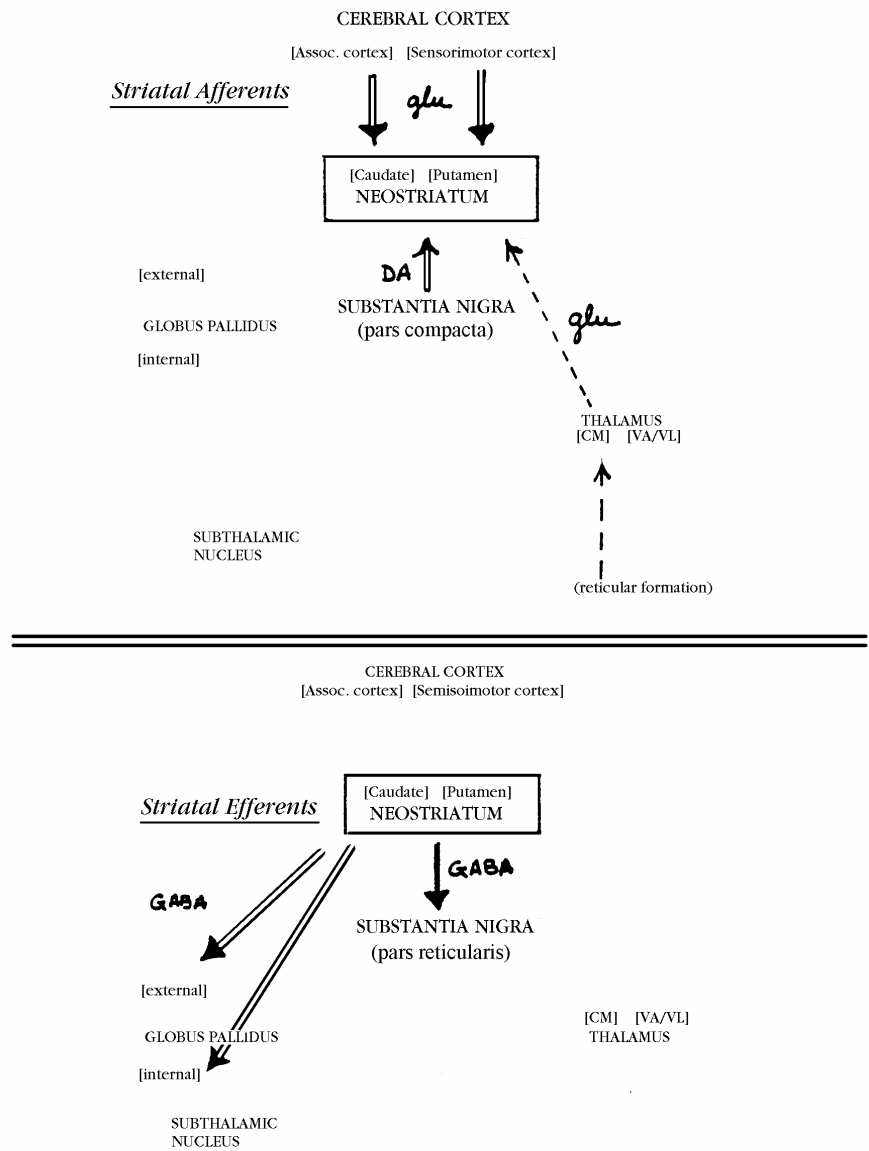 CEREBRAL CORTEX
[Assoc. cortex] [Sensorimotor cortex]
Striatal Afferents
glu
[Caudate] [Putamen]
NEOSTRIATUM
[external]
DA
SUBSTANTIA NIGRA
(pars compacta)
glu
GLOBUS PALLIDUS
[internal]
THALAMUS
[CM] [VA/VL]
SUBTHALAMIC
NUCLEUS
(reticular formation)
CEREBRAL CORTEX
[Assoc. cortex] [Semisoimotor cortex]
Striatal Efferents
[Caudate] [Putamen]
NEOSTRIATUM
GABA
GABA
SUBSTANTIA NIGRA
(pars reticularis)
[external]
GLOBUS PALLIDUS
[internal]
[CM] [VA/VL]
THALAMUS
SUBTHALAMIC
NUCLEUS